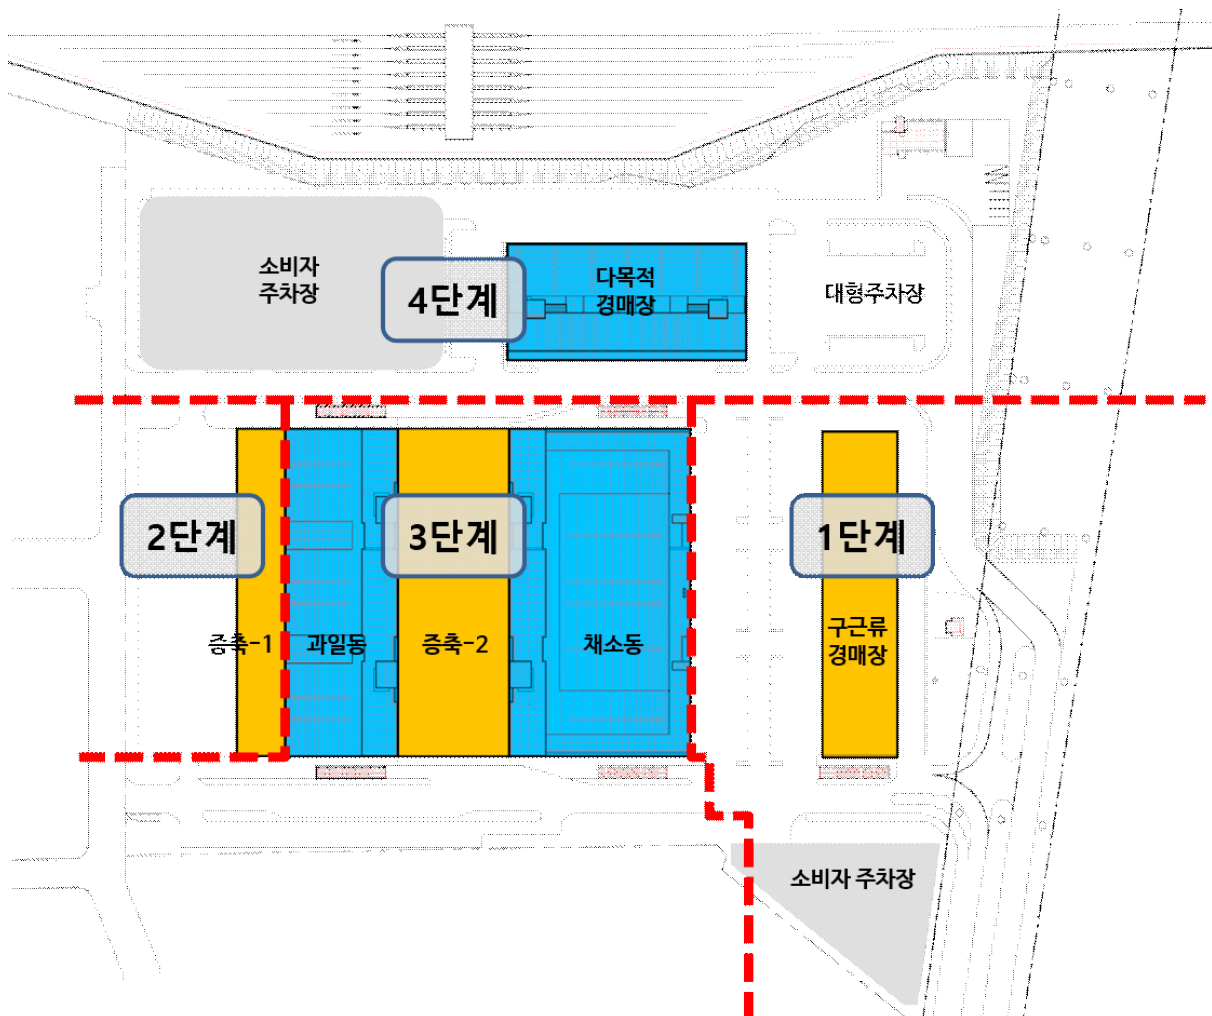 소비자
주차장
4단계
다목적
경매장
대형주차장
2단계
3단계
1단계
증축-1
과일동
증축-2
채소동
구근류
경매장
소비자 주차장